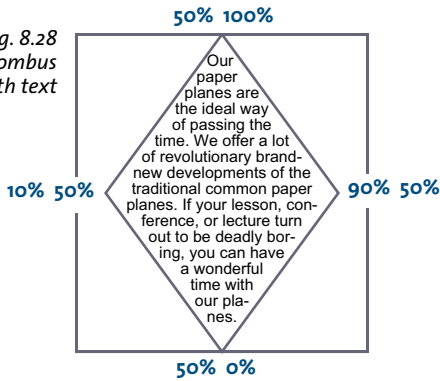 50% 100%
g. 8.28
ombus
th text
Our
paper
planes are
the ideal way
of passing the
time. We offer a lot
of revolutionary brand-
new developments of the
traditional common paper
planes. If your lesson, con-
ference, or lecture turn
out to be deadly bor-
ing, you can have
a wonderful
time with
our pla-
nes.
10% 50%
90% 50%
50% 0%